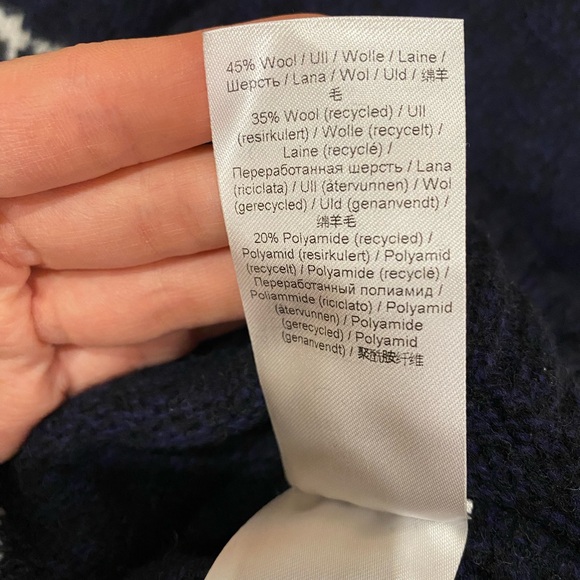 45% Wool / Ull / Wolle / Laine /
Шерсть / Lana / Wol / Uld / 绵羊
毛
35% Wool (recycled) / Ull
(resirkulert) / Wolle (recycelt) /
Laine (recyclé) /
Переработанная шерсть / Lana
(riciclata) / Ull (återvunnen) / Wol
(gerecycled) / Uld (genanvendt) /
绵羊毛
20% Polyamide (recycled) /
Polyamid (resirkulert) / Polyamid
(recycelt) / Polyamide (recyclé) /
Переработанный полиамид /
Poliammide (riciclato) / Polyamid
(återvunnen) / Polyamide
(gerecycled) / Polyamid
(genanvendt) / 聚酰胺纤维